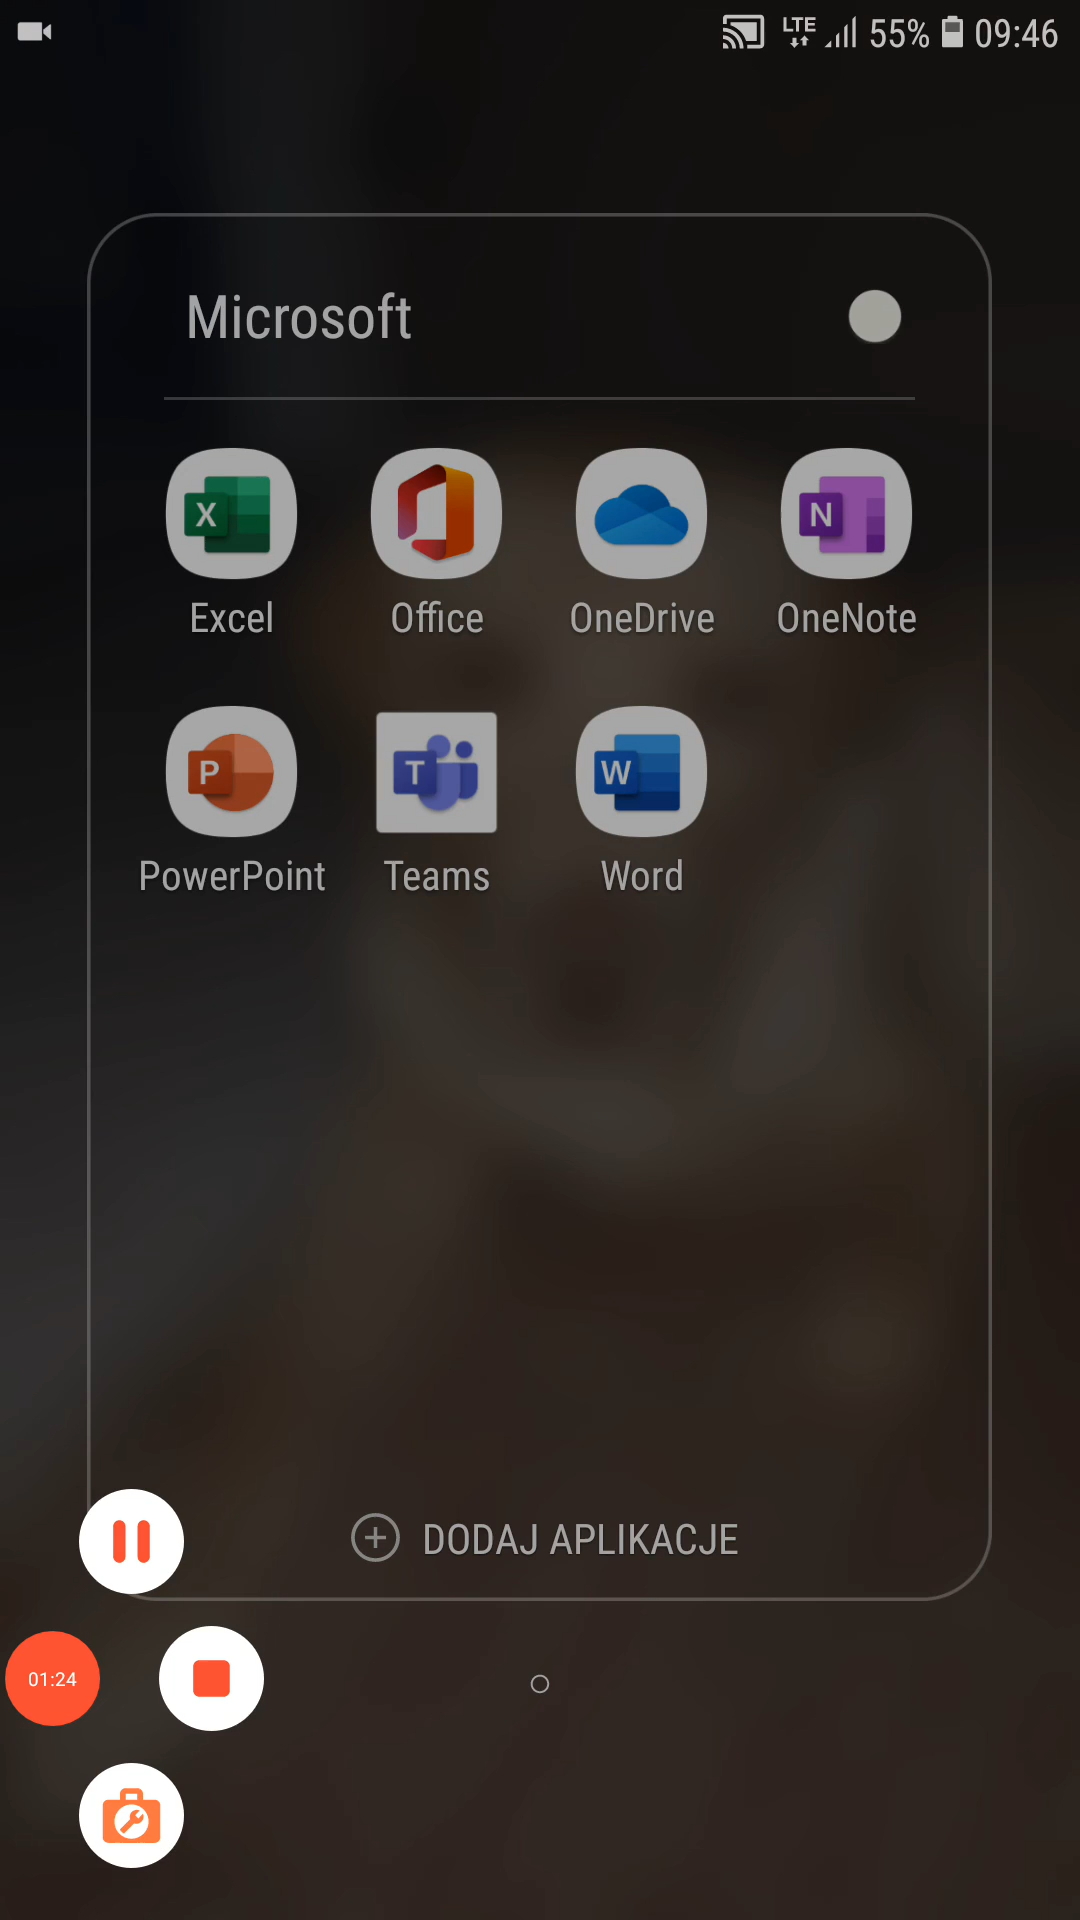 LTE 55% 09:46
Microsoft
X N
Excel Office OneDrive OneNote
P T W
PowerPoint Teams Word
DODAJ APLIKACJE
01:24